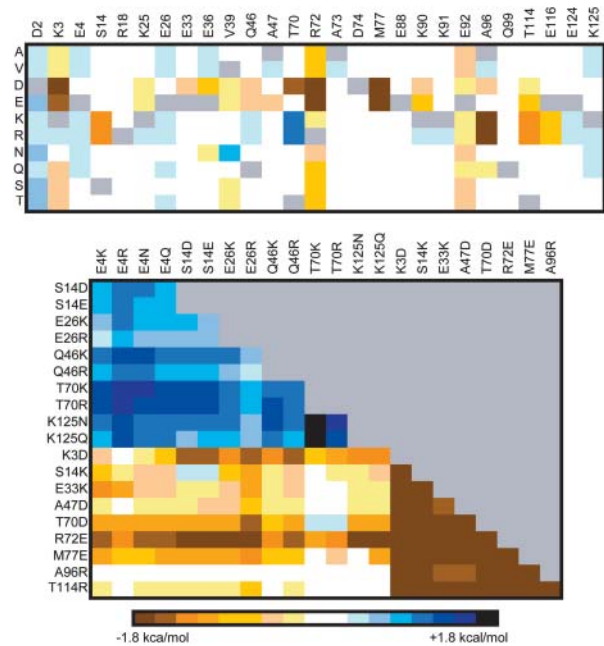 D2 K3 E4 S14 R18 K25 E26 E33 E36 V39 Q46 A47 T70 R72 A73 D74 M77 E88 K90 K91 E92 A96 Q99 T114 E116 E124 K125
A
V
D
E
K
R
N
Q
S
T
E4K E4R E4N E4Q S14D S14E E26K E26R Q46K Q46R T70K T70R K125N K125Q K3D S14K E33K A47D T70D R72E M77E A96R
S14D
S14E
E26K
E26R
Q46K
Q46R
T70K
T70R
K125N
K125Q
K3D
S14K
E33K
A47D
T70D
R72E
M77E
A96R
T114R
-1.8 kcal/mol +1.8 kcal/mol